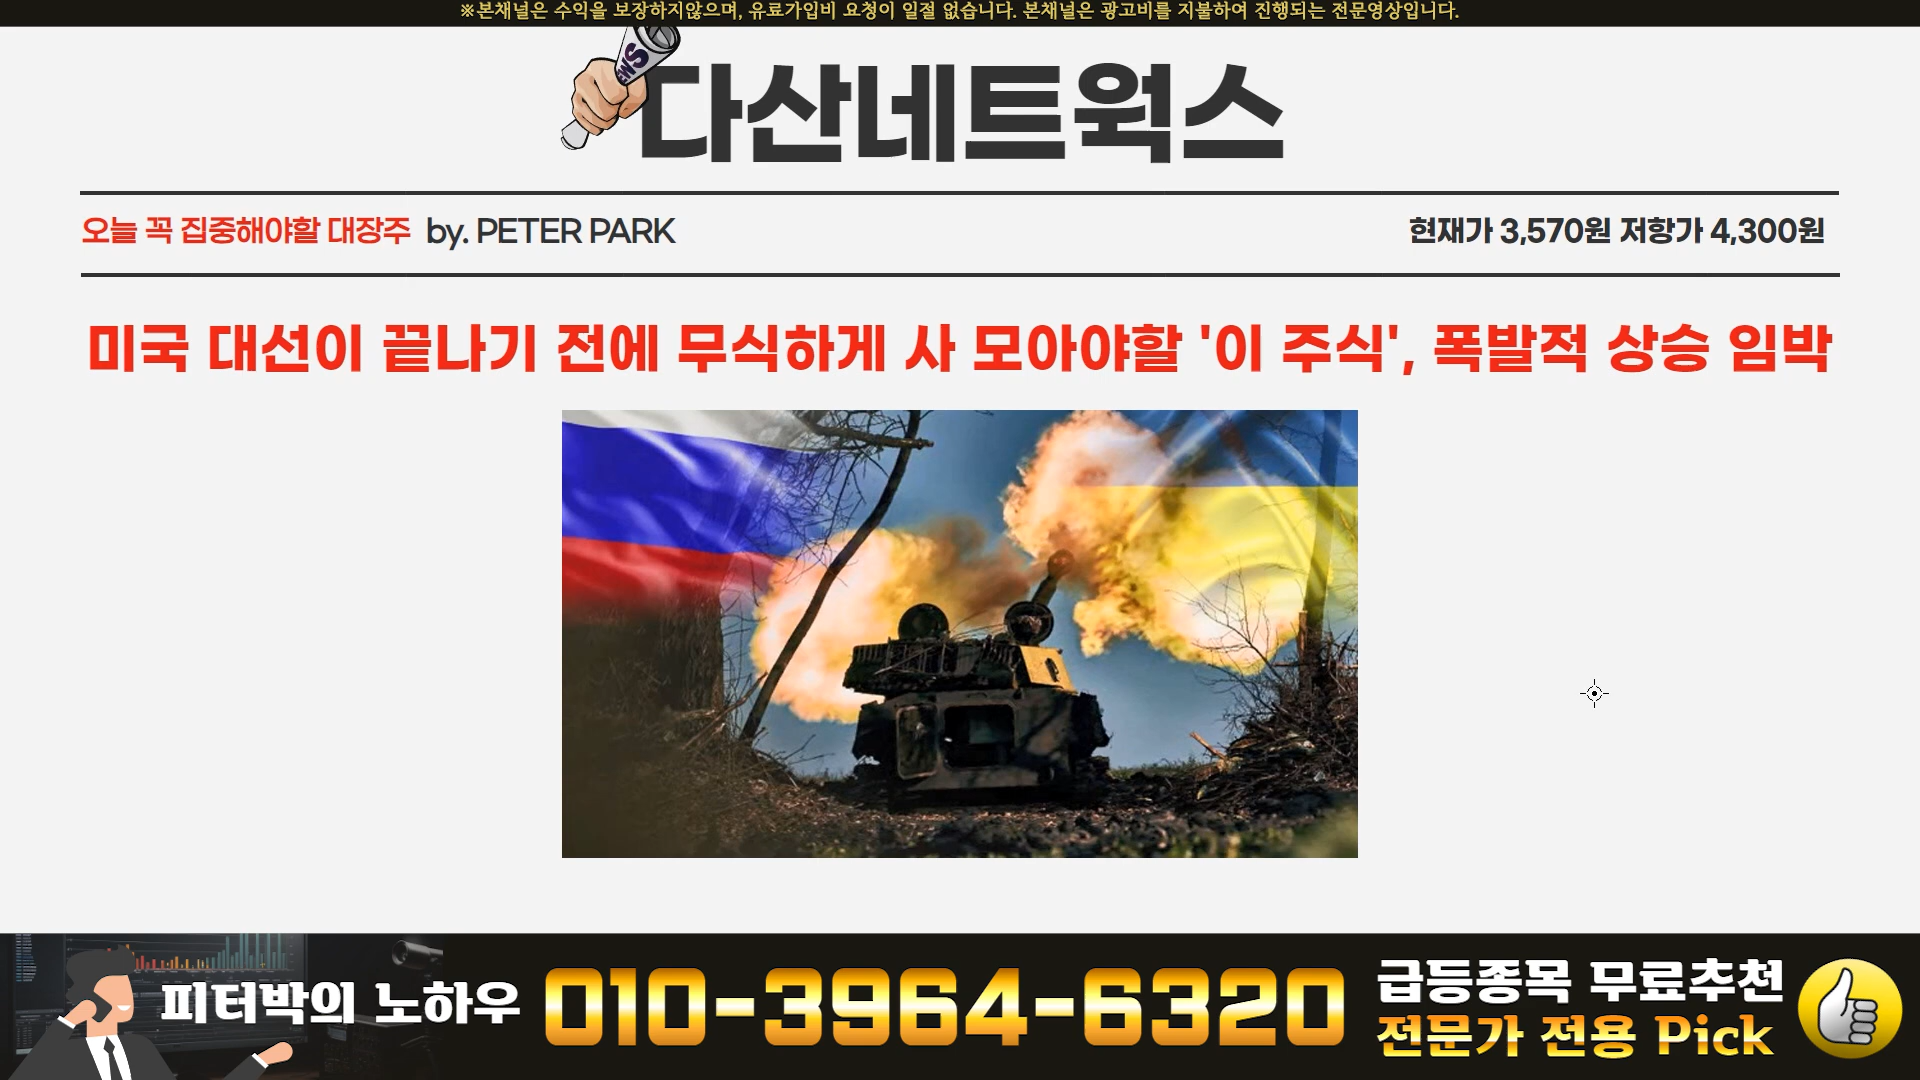 ※본채널은 수익을 보장하지않으며, 유료가입비 요청이 일절 없습니다. 본채널은 광고비를 지불하여 진행되는 전문영상입니다.
NEWS
다산네트웍스
오늘 꼭 집중해야할 대장주 by. PETER PARK
현재가 3,570원 저항가 4,300원
미국 대선이 끝나기 전에 무식하게 사 모아야할 '이 주식', 폭발적 상승 임박
피터박의 노하우 010-3964-6320
급등종목 무료추천
전문가 전용 Pick